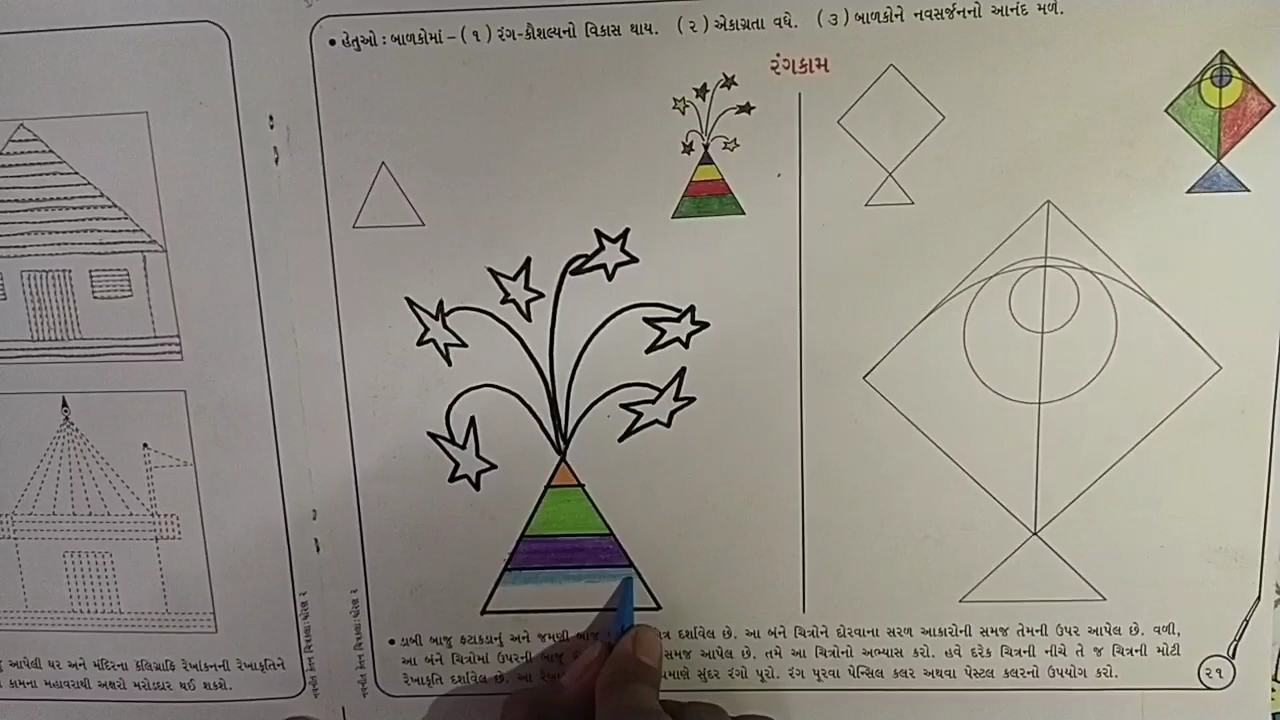 • હેતુઓ : બાળકોમાં – (૧) રંગ-કૌશલ્યનો વિકાસ થાય. (૨) એકાગ્રતા વધે. (૩) બાળકોને નવસર્જનનો આનંદ મળે.
રંગકામ
• ડાબી બાજુ ફટાકડાનું અને જમણી બાજુ દર્શાવેલ છે. આ બંને ચિત્રોને દોરવાના સરળ આકારોની સમજ તેમની ઉપર આપેલ છે. વળી,
આ બંને ચિત્રોમાં ઉપરની બાજુ સમજ આપેલ છે. તમે આ ચિત્રોનો અભ્યાસ કરો. હવે દરેક ચિત્રની નીચે તે જ ચિત્રની મોટી
રેખાકૃતિ દર્શાવેલ છે. આ સુંદર રંગો પૂરો. રંગ પૂરવા પેન્સિલ કલર અથવા પેસ્ટલ કલરનો ઉપયોગ કરો.
૨૧
આપેલી ઘર અને મંદિરના કેલિગ્રાફિ રેખાંકનની રેખાકૃતિને
કામના મહાવરાથી અક્ષરો મરોડદાર થઈ શકશે.